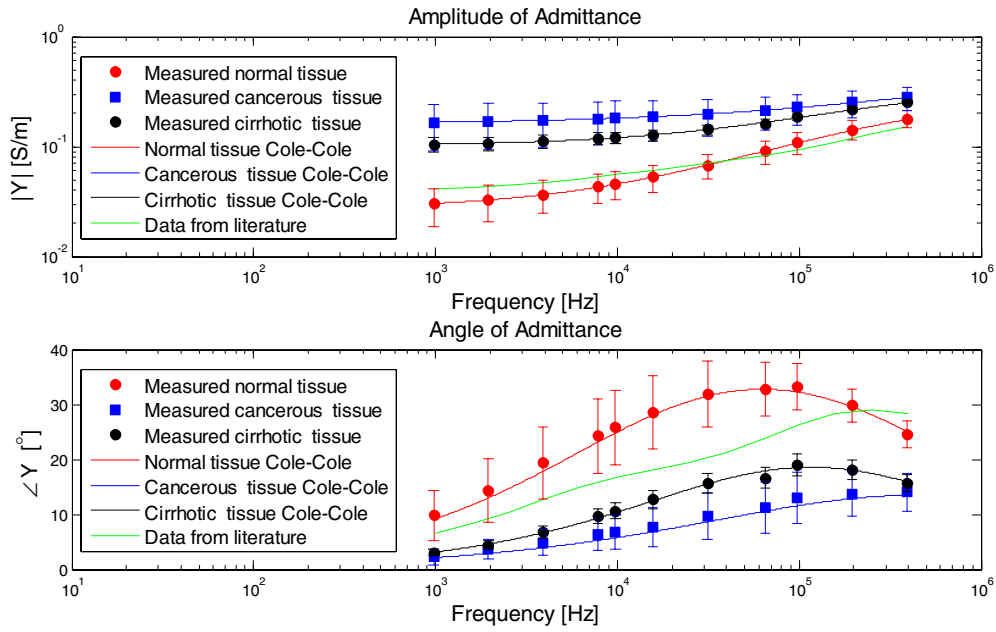 Amplitude of Admittance
|Y| [S/m]
10^0
10^-1
10^-2
Measured normal tissue
Measured cancerous tissue
Measured cirrhotic tissue
Normal tissue Cole-Cole
Cancerous tissue Cole-Cole
Cirrhotic tissue Cole-Cole
Data from literature
10^1 10^2 10^3 10^4 10^5 10^6
Frequency [Hz]
Angle of Admittance
∠Y [°]
40
30
20
10
0
Measured normal tissue
Measured cancerous tissue
Measured cirrhotic tissue
Normal tissue Cole-Cole
Cancerous tissue Cole-Cole
Cirrhotic tissue Cole-Cole
Data from literature
10^1 10^2 10^3 10^4 10^5 10^6
Frequency [Hz]